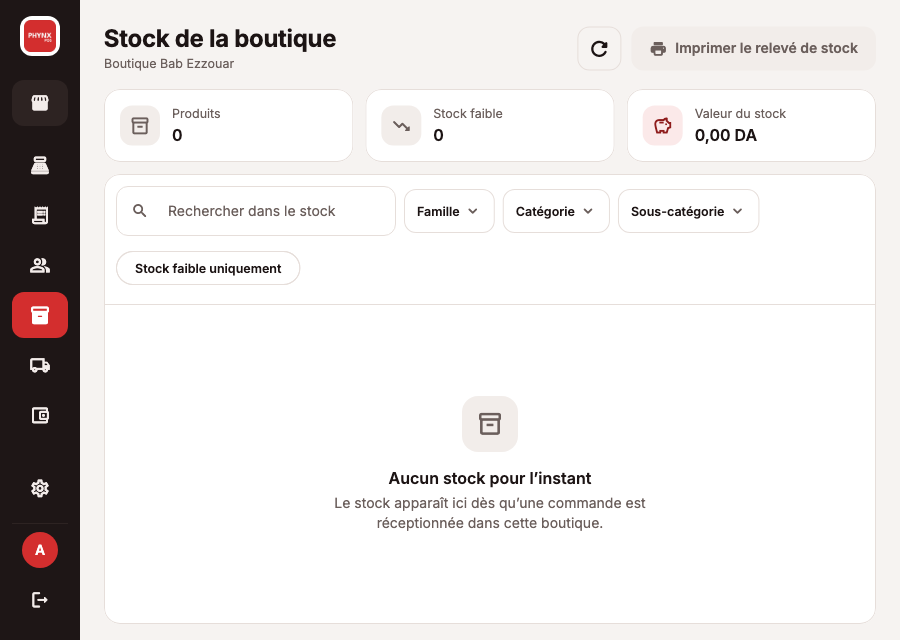 PHYNX
Stock de la boutique
Boutique Bab Ezzouar
Imprimer le relevé de stock
Produits
0
Stock faible
0
Valeur du stock
0,00 DA
Rechercher dans le stock
Famille
Catégorie
Sous-catégorie
Stock faible uniquement
Aucun stock pour l’instant
Le stock apparaît ici dès qu’une commande est
réceptionnée dans cette boutique.
A